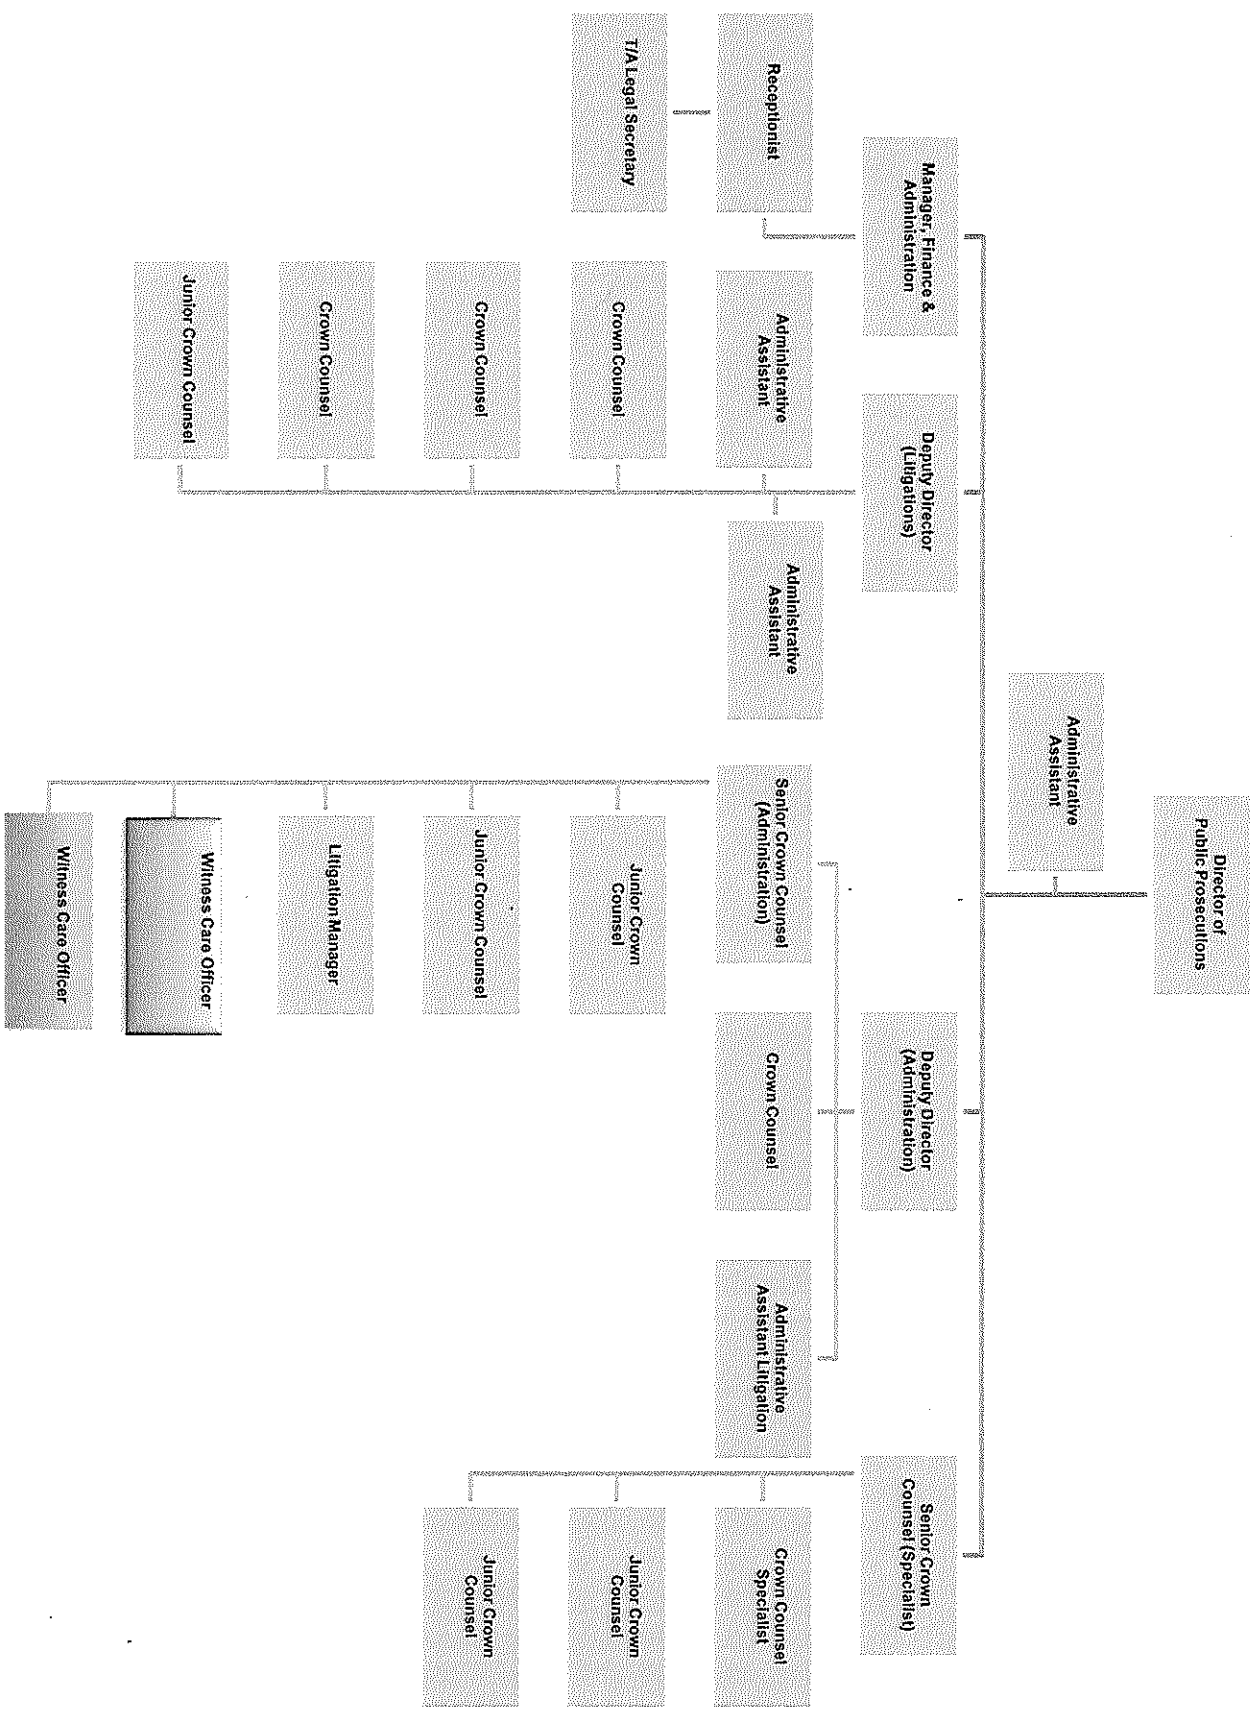 Director of
Public Prosecutions
Administrative
Assistant
Manager, Finance &
Administration
Deputy Director
(Litigations)
Deputy Director
(Administration)
Senior Crown
Counsel (Specialist)
Receptionist
T/A Legal Secretary
Administrative
Assistant
Administrative
Assistant
Crown Counsel
Crown Counsel
Crown Counsel
Junior Crown Counsel
Senior Crown Counsel
(Administration)
Crown Counsel
Administrative
Assistant Litigation
Junior Crown
Counsel
Junior Crown Counsel
Litigation Manager
Witness Care Officer
Witness Care Officer
Crown Counsel
Specialist
Junior Crown
Counsel
Junior Crown
Counsel